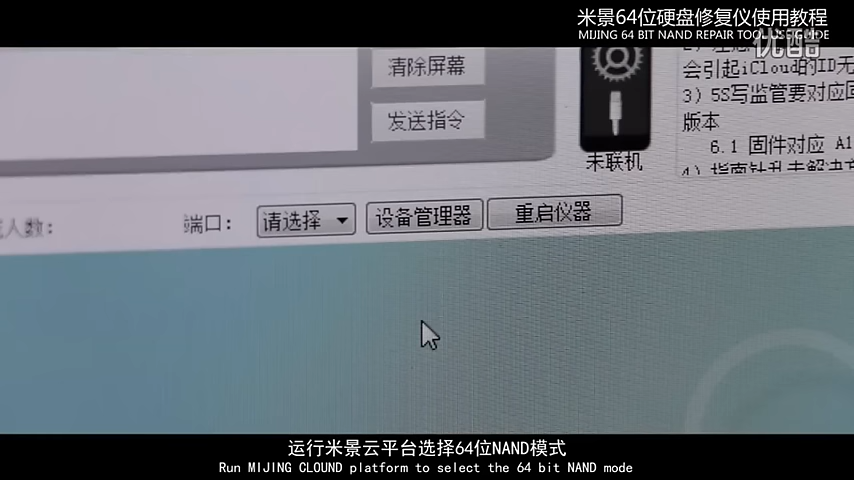 米景64位硬盘修复仪使用教程
MIJING 64 BIT NAND REPAIR TOOL USE GUIDE
优酷
清除屏幕
会引起iCloud的ID无
3) 5S写监管要对应固
发送指令
版本
6.1 固件对应 A1
未联机
人数：
端口：
请选择
设备管理器
重启仪器
运行米景云平台选择64位NAND模式
Run MIJING CLOUND platform to select the 64 bit NAND mode